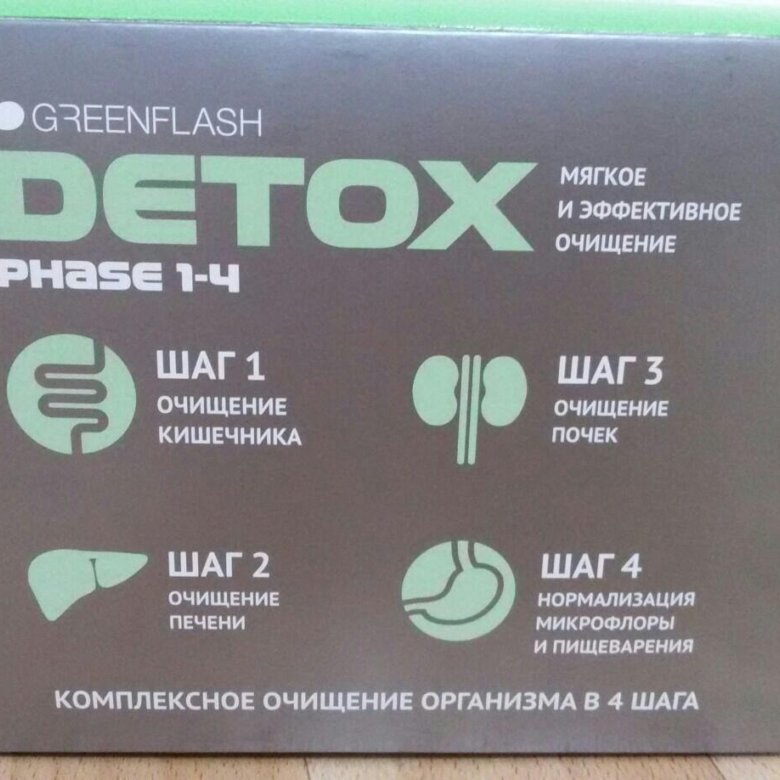 GREENFLASH
DETOX
PHASE 1-4
МЯГКОЕ
И ЭФФЕКТИВНОЕ
ОЧИЩЕНИЕ
ШАГ 1
ОЧИЩЕНИЕ
КИШЕЧНИКА
ШАГ 2
ОЧИЩЕНИЕ
ПЕЧЕНИ
ШАГ 3
ОЧИЩЕНИЕ
ПОЧЕК
ШАГ 4
НОРМАЛИЗАЦИЯ
МИКРОФЛОРЫ
И ПИЩЕВАРЕНИЯ
КОМПЛЕКСНОЕ ОЧИЩЕНИЕ ОРГАНИЗМА В 4 ШАГА